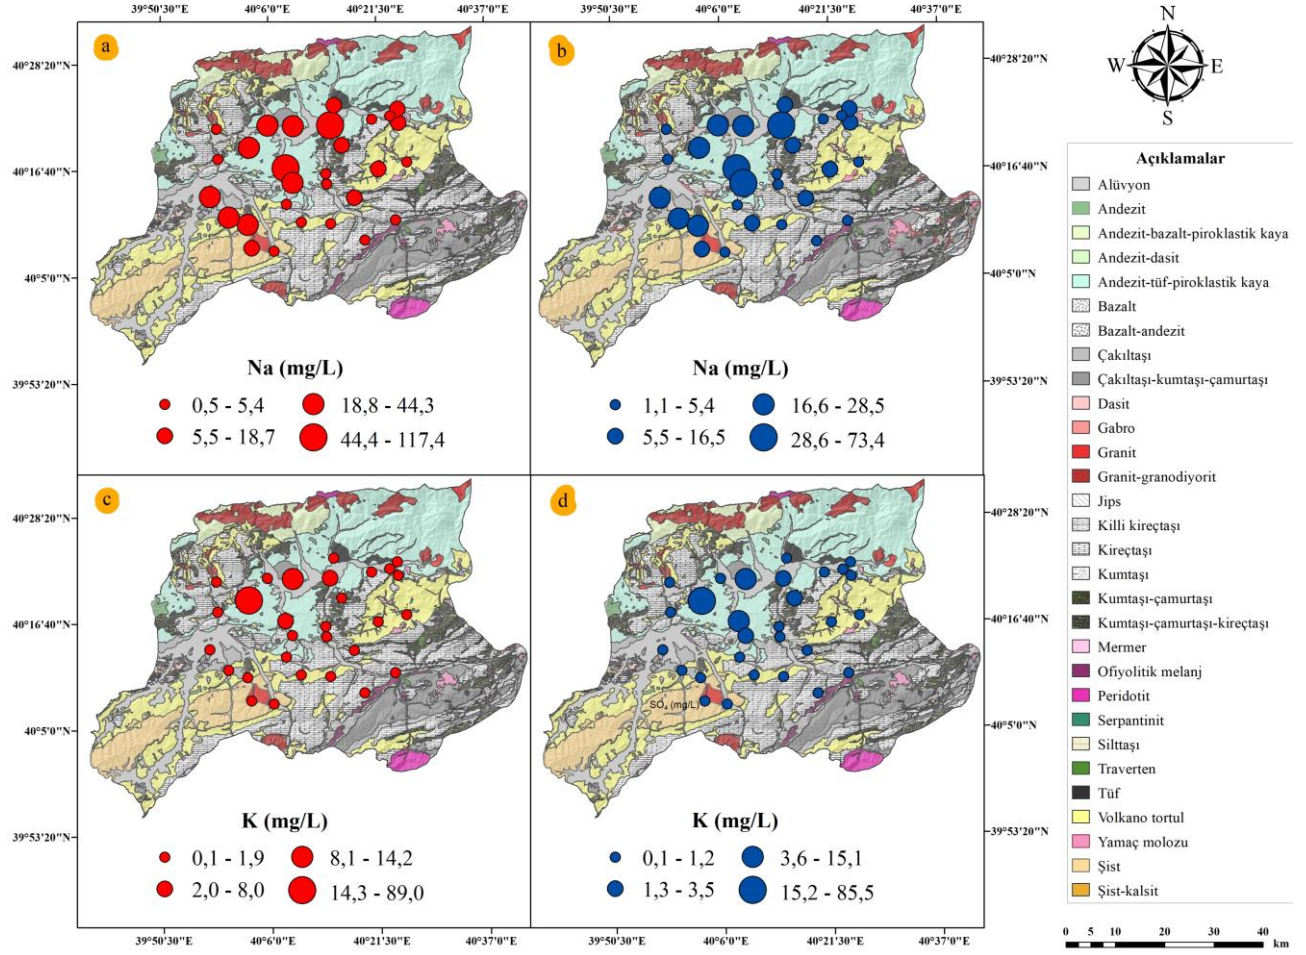 39°50'30"E 40°6'0"E 40°21'30"E 40°37'0"E
39°50'30"E 40°6'0"E 40°21'30"E 40°37'0"E
N
W E
S
a
b
40°28'20"N
40°28'20"N
40°16'40"N
40°16'40"N
40°5'0"N
40°5'0"N
39°53'20"N
39°53'20"N
Na (mg/L)
0,5 - 5,4 18,8 - 44,3
5,5 - 18,7 44,4 - 117,4
Na (mg/L)
1,1 - 5,4 16,6 - 28,5
5,5 - 16,5 28,6 - 73,4
c
d
40°28'20"N
40°28'20"N
40°16'40"N
40°16'40"N
SO₄ (mg/L)
40°5'0"N
40°5'0"N
39°53'20"N
39°53'20"N
K (mg/L)
0,1 - 1,9 8,1 - 14,2
2,0 - 8,0 14,3 - 89,0
K (mg/L)
0,1 - 1,2 3,6 - 15,1
1,3 - 3,5 15,2 - 85,5
39°50'30"E 40°6'0"E 40°21'30"E 40°37'0"E
39°50'30"E 40°6'0"E 40°21'30"E 40°37'0"E
Açıklamalar
Alüvyon
Andezit
Andezit-bazalt-piroklastik kaya
Andezit-dasit
Andezit-tüf-piroklastik kaya
Bazalt
Bazalt-andezit
Çakıltaşı
Çakıltaşı-kumtaşı-çamurtaşı
Dasit
Gabro
Granit
Granit-granodiyorit
Jips
Killi kireçtaşı
Kireçtaşı
Kumtaşı
Kumtaşı-çamurtaşı
Kumtaşı-çamurtaşı-kireçtaşı
Mermer
Ofiyolitik melanj
Peridotit
Serpantinit
Silttaşı
Traverten
Tüf
Volkano tortul
Yamaç molozu
Şist
Şist-kalsit
0 5 10 20 30 40
km